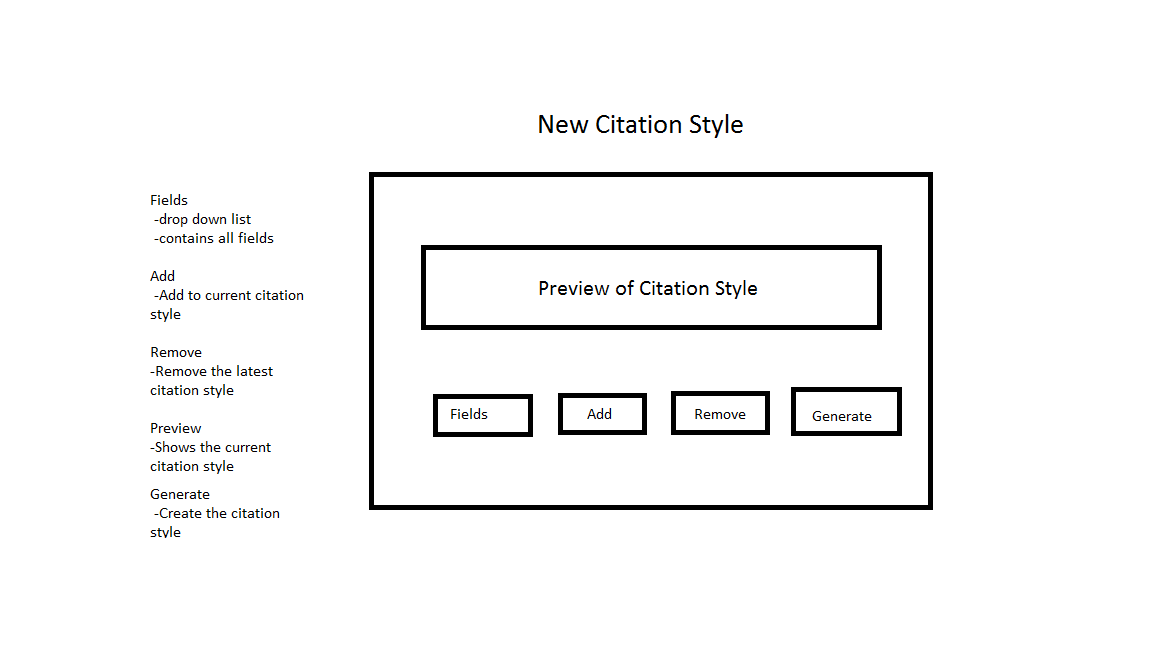 New Citation Style
Fields
-drop down list
-contains all fields
Add
-Add to current citation
style
Remove
-Remove the latest
citation style
Preview
-Shows the current
citation style
Generate
-Create the citation
style
Preview of Citation Style
Fields
Add
Remove
Generate